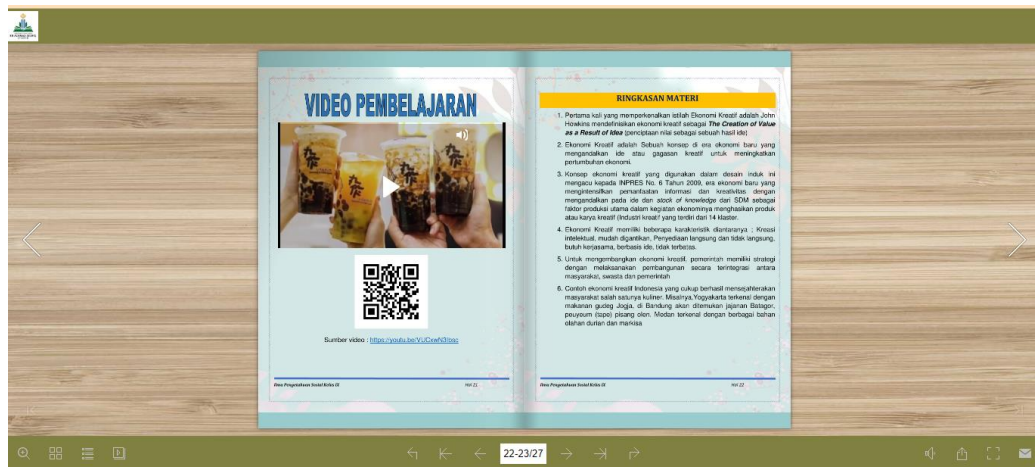 VIDEO PEMBELAJARAN
Sumber video :
Ilmu Pengetahuan Sosial Kelas IX
Hal 21
RINGKASAN MATERI
1. Pertama kali yang memperkenalkan istilah Ekonomi Kreatif adalah John
Howkins mendefinisikan ekonomi kreatif sebagai The Creation of Value
as a Result of Idea (penciptaan nilai sebagai sebuah hasil ide)
2. Ekonomi Kreatif adalah Sebuah konsep di era ekonomi baru yang
mengandalkan ide atau gagasan kreatif untuk meningkatkan
pertumbuhan ekonomi.
3. Konsep ekonomi kreatif yang digunakan dalam desain induk ini
mengacu kepada INPRES No. 6 Tahun 2009, era ekonomi baru yang
mengintensifkan pemanfaatan informasi dan kreativitas dengan
mengandalkan pada ide dan stock of knowledge dari SDM sebagai
faktor produksi utama dalam kegiatan ekonominya menghasikan produk
atau karya kreatif (Industri kreatif yang terdiri dari 14 klaster.
4. Ekonomi Kreatif memiliki beberapa karakteristik diantaranya ; Kreasi
intelektual, mudah digantikan, Penyediaan langsung dan tidak langsung,
butuh kerjasama, berbasis ide, tidak terbatas.
5. Untuk mengembangkan ekonomi kreatif, pemerintah memiliki strategi
dengan melaksanakan pembangunan secara terintegrasi antara
masyarakat, swasta dan pemerintah
6. Contoh ekonomi kreatif Indonesia yang cukup berhasil mensejahterakan
masyarakat salah satunya kuliner. Misalnya,Yogyakarta terkenal dengan
makanan gudeg Jogja, di Bandung akan ditemukan jajanan Batagor,
peuyeum (tape) pisang olen. Medan terkenal dengan berbagai bahan
olahan durian dan markisa
Ilmu Pengetahuan Sosial Kelas IX
Hal 22
22-23/27